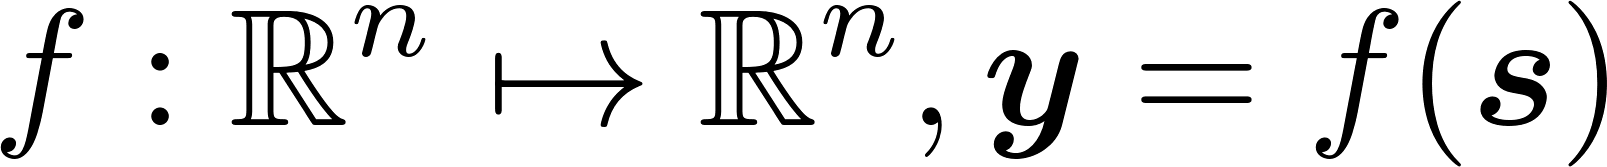 f : ℝⁿ ↦ ℝⁿ, 𝒚 = f(𝒔)